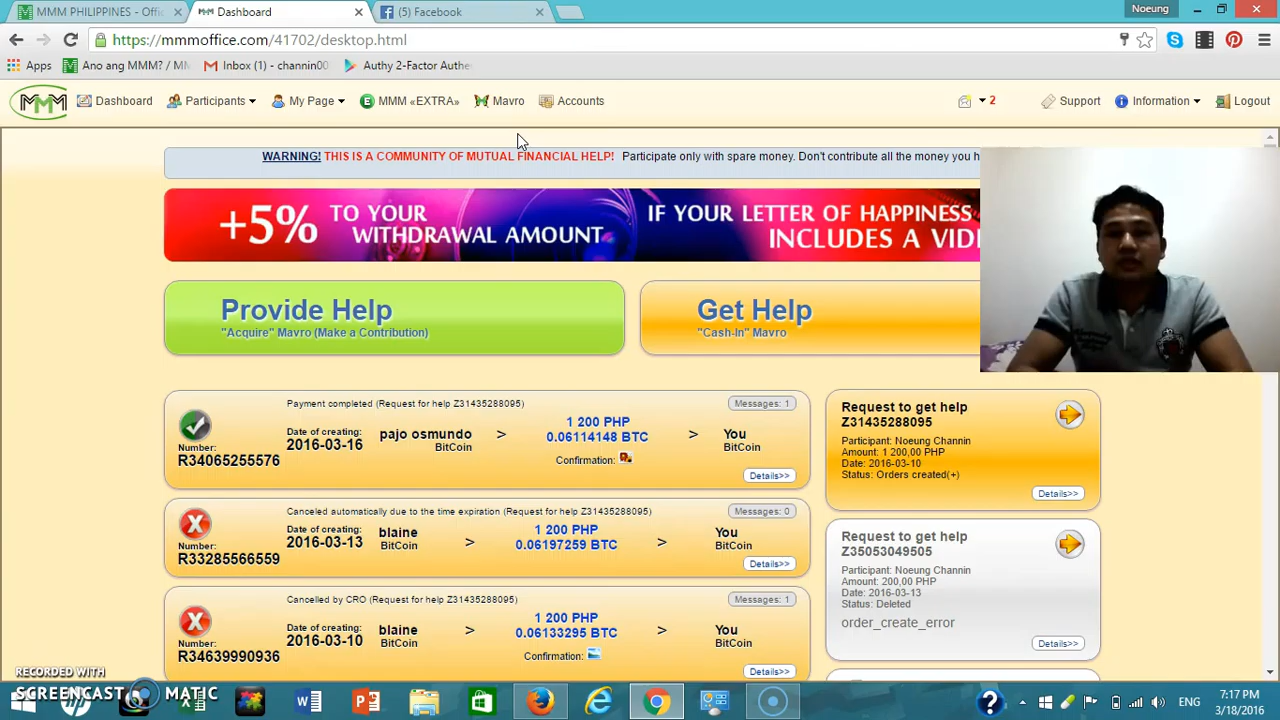 MMM PHILIPPINES - Offic
Dashboard
(5) Facebook
Noeung
https://mmmoffice.com/41702/desktop.html
Apps
Ano ang MMM? / MN
Inbox (1) - channin00
Authy 2-Factor Authe
MMM
Dashboard
Participants
My Page
MMM «EXTRA»
Mavro
Accounts
2
Support
Information
Logout
WARNING! THIS IS A COMMUNITY OF MUTUAL FINANCIAL HELP! Participate only with spare money. Don't contribute all the money you h
+5% TO YOUR WITHDRAWAL AMOUNT
IF YOUR LETTER OF HAPPINESS
INCLUDES A VID
Provide Help
"Acquire" Mavro (Make a Contribution)
Get Help
"Cash-In" Mavro
Payment completed (Request for help Z31435288095)
Messages: 1
Number:
R34065255576
Date of creating:
2016-03-16
pajo osmundo
BitCoin
>
1 200 PHP
0.06114148 BTC
>
You
BitCoin
Confirmation:
Details>>
Canceled automatically due to the time expiration (Request for help Z31435288095)
Messages: 0
Number:
R33285566559
Date of creating:
2016-03-13
blaine
BitCoin
>
1 200 PHP
0.06197259 BTC
>
You
BitCoin
Details>>
Cancelled by CRO (Request for help Z31435288095)
Messages: 1
Number:
R34639990936
Date of creating:
2016-03-10
blaine
BitCoin
>
1 200 PHP
0.06133295 BTC
>
You
BitCoin
Confirmation:
Details>>
Request to get help
Z31435288095
Participant: Noeung Channin
Amount: 1 200,00 PHP
Date: 2016-03-10
Status: Orders created(+)
Details>>
Request to get help
Z35053049505
Participant: Noeung Channin
Amount: 200,00 PHP
Date: 2016-03-13
Status: Deleted
order_create_error
Details>>
RECORDED WITH
SCREENCAST MATIC
ENG
7:17 PM
3/18/2016